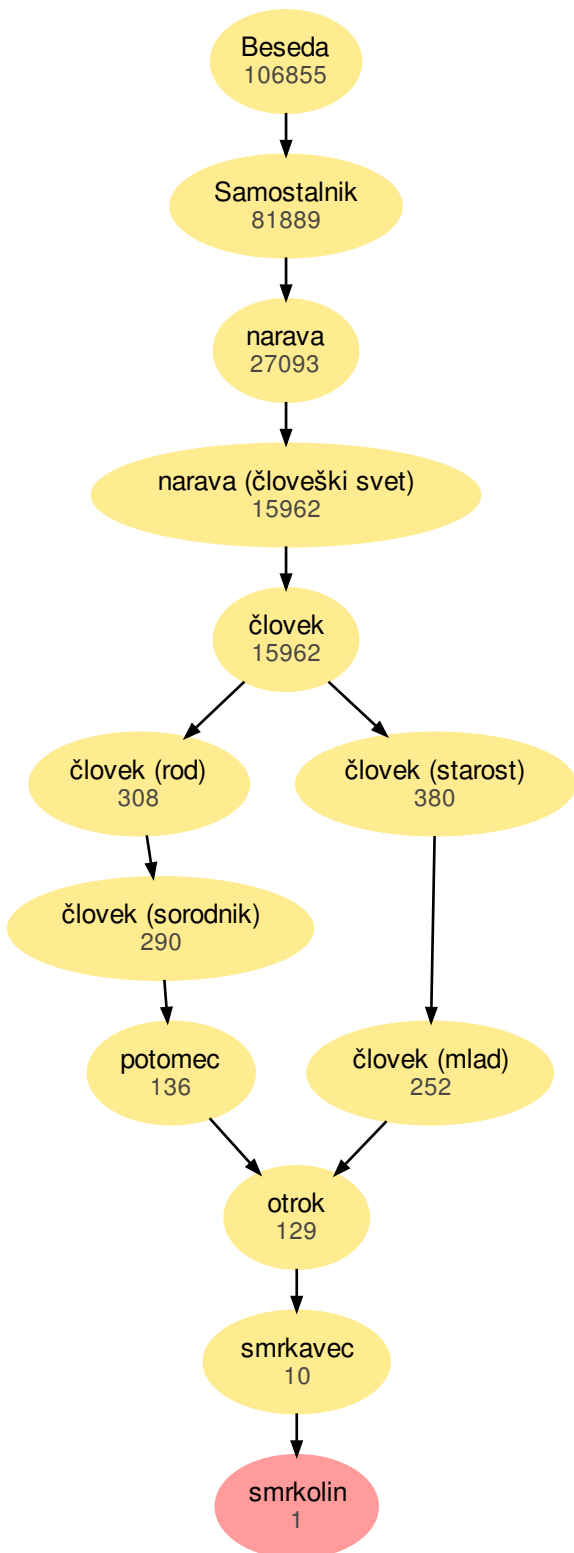 Beseda
106855
Samostalnik
81889
narava
27093
narava (človeški svet)
15962
človek
15962
človek (rod)
308
človek (starost)
380
človek (sorodnik)
290
potomec
136
človek (mlad)
252
otrok
129
smrkavec
10
smrkolin
1